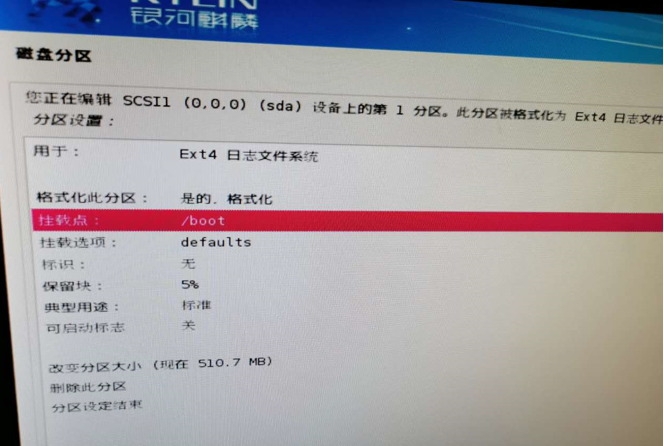 KYLIN
银河麒麟
磁盘分区
您正在编辑 SCSI1 (0,0,0) (sda) 设备上的第 1 分区。此分区被格式化为 Ext4 日志文件
分区设置：
用于： Ext4 日志文件系统
格式化此分区： 是的，格式化
挂载点： /boot
挂载选项： defaults
标识： 无
保留块： 5%
典型用途： 标准
可启动标志 关
改变分区大小 (现在 510.7 MB)
删除此分区
分区设定结束